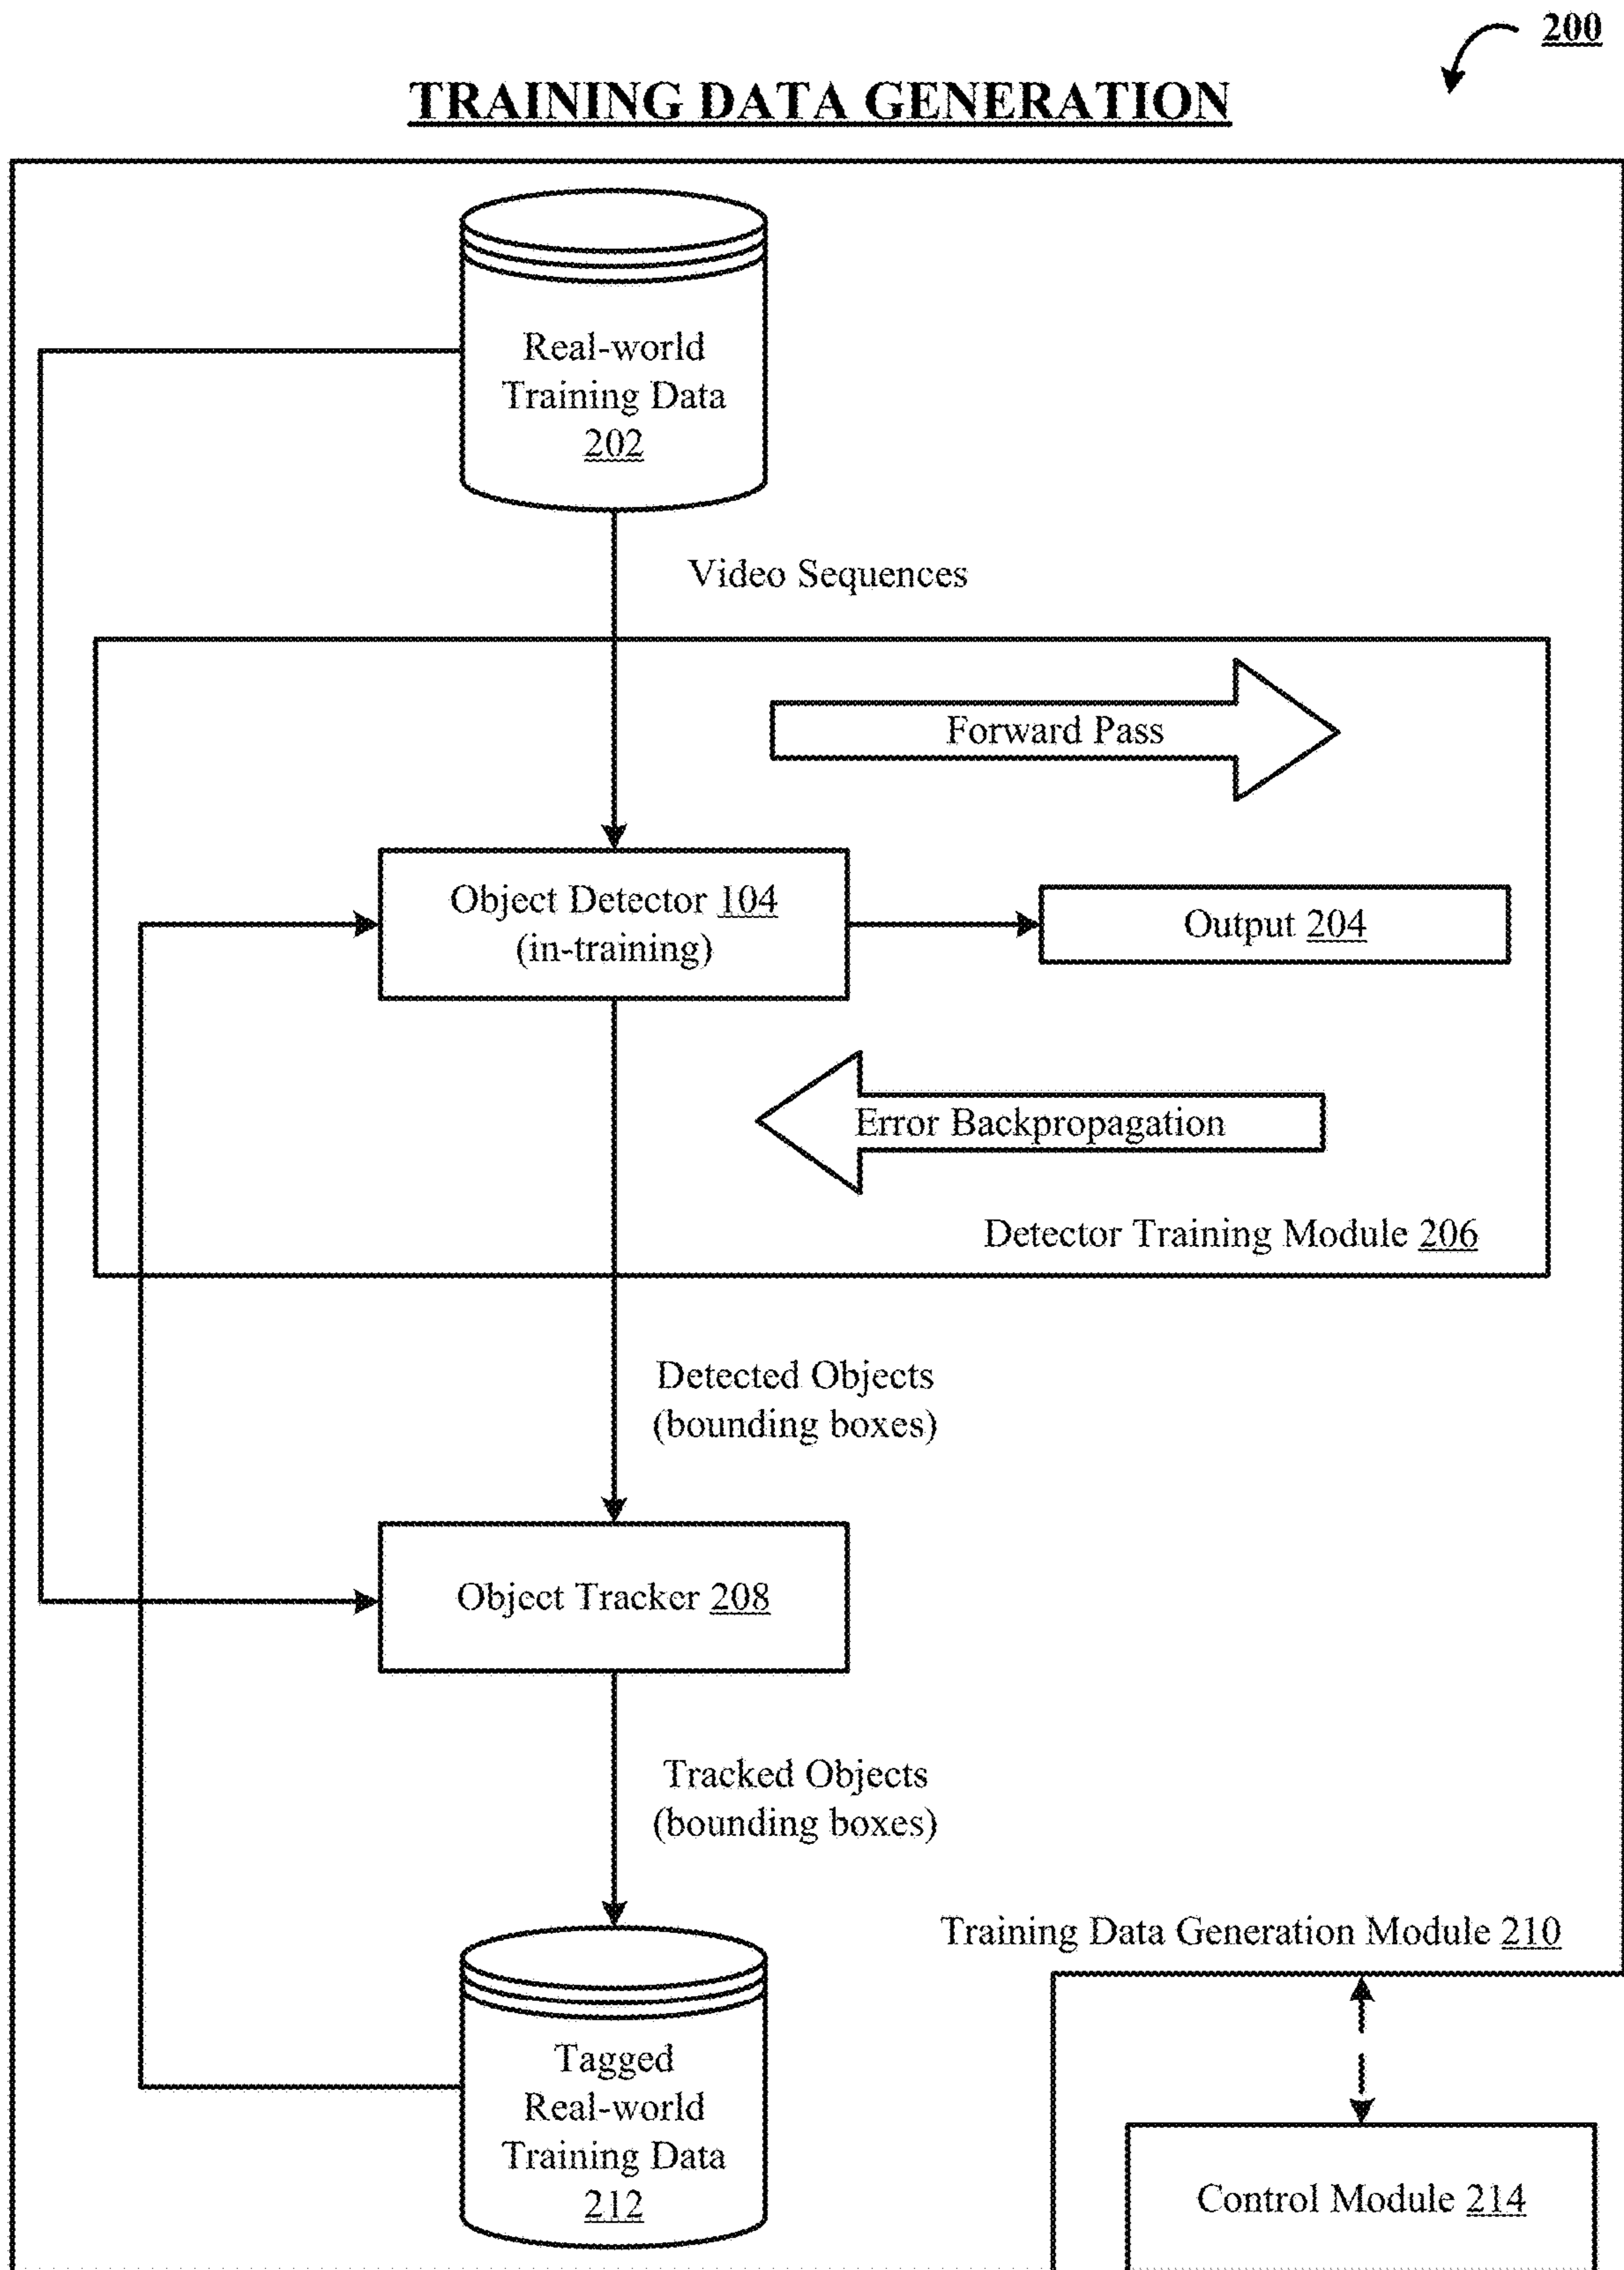 200
TRAINING DATA GENERATION
Real-world
Training Data
202
Video Sequences
Forward Pass
Object Detector 104
(in-training)
Output 204
Error Backpropagation
Detector Training Module 206
Detected Objects
(bounding boxes)
Object Tracker 208
Tracked Objects
(bounding boxes)
Training Data Generation Module 210
Tagged
Real-world
Training Data
212
Control Module 214